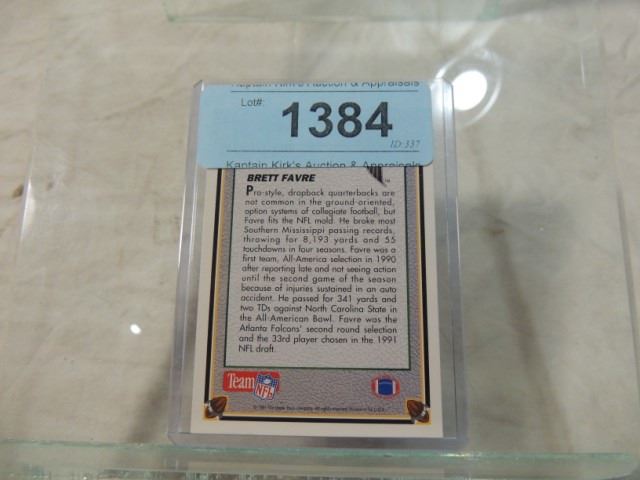 Kaptain Kirk's Auction & Appraisals
Lot#:
1384
ID:337
Kaptain Kirk's Auction & Appraisals
BRETT FAVRE
Pro-style, dropback quarterbacks are
not common in the ground-oriented,
option systems of collegiate football, but
Favre fits the NFL mold. He broke most
Southern Mississippi passing records,
throwing for 8,193 yards and 55
touchdowns in four seasons. Favre was a
first team, All-America selection in 1990
after reporting late and not seeing action
until the second game of the season
because of injuries sustained in an auto
accident. He passed for 341 yards and
two TDs against North Carolina State in
the All-American Bowl. Favre was the
Atlanta Falcons' second round selection
and the 33rd player chosen in the 1991
NFL draft.
Team NFL